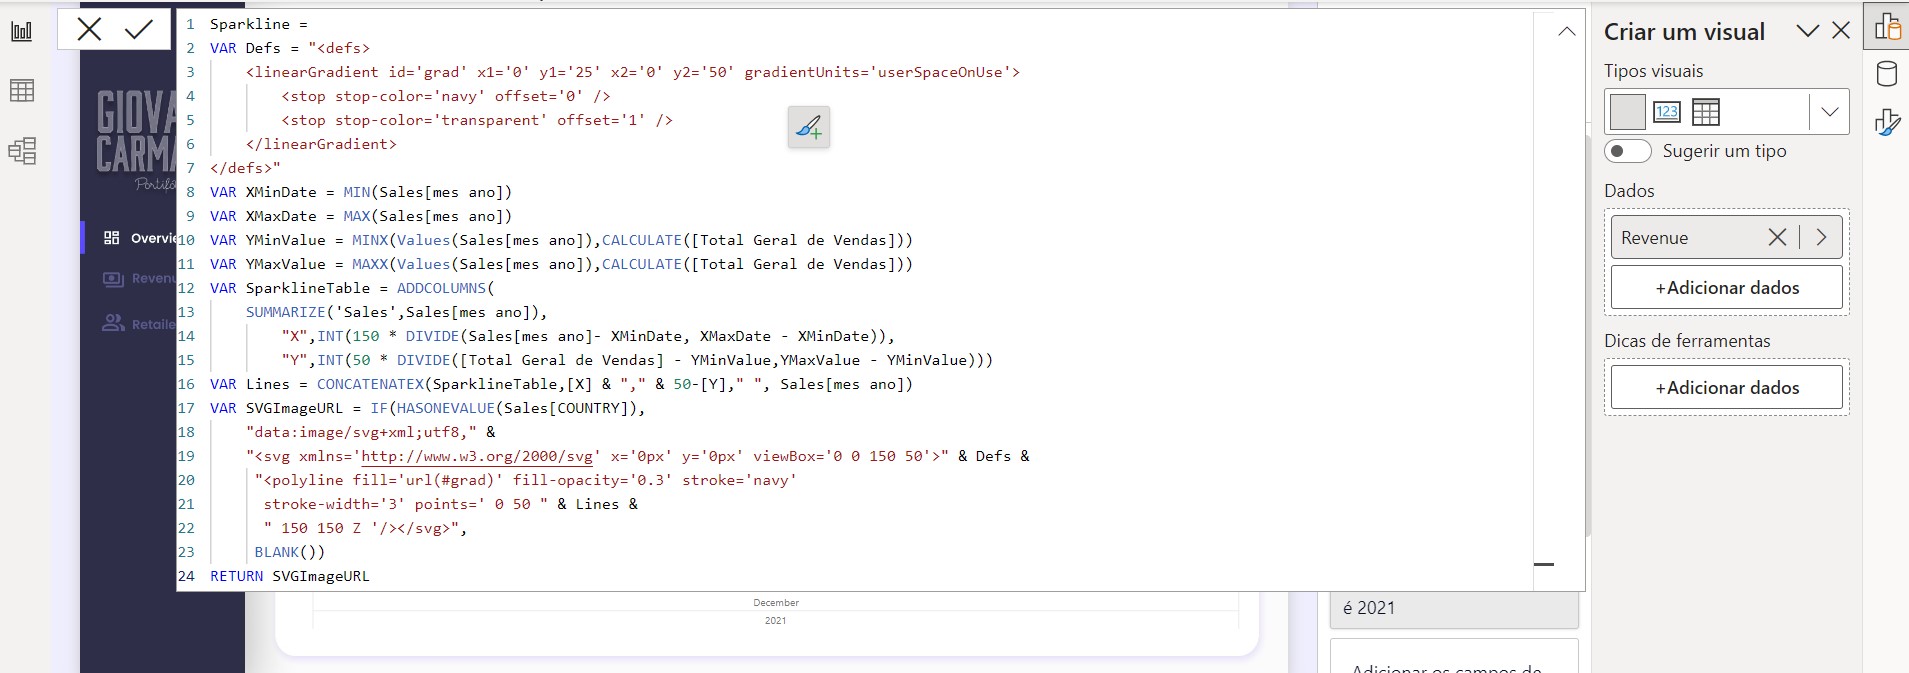 1 Sparkline =
2 VAR Defs = "<defs>
3 <linearGradient id='grad' x1='0' y1='25' x2='0' y2='50' gradientUnits='userSpaceOnUse'>
4 <stop stop-color='navy' offset='0' />
5 <stop stop-color='transparent' offset='1' />
6 </linearGradient>
7 </defs>"
8 VAR XMinDate = MIN(Sales[mes ano])
9 VAR XMaxDate = MAX(Sales[mes ano])
10 VAR YMinValue = MINX(Values(Sales[mes ano]),CALCULATE([Total Geral de Vendas]))
11 VAR YMaxValue = MAXX(Values(Sales[mes ano]),CALCULATE([Total Geral de Vendas]))
12 VAR SparklineTable = ADDCOLUMNS(
13 SUMMARIZE('Sales',Sales[mes ano]),
14 "X",INT(150 * DIVIDE(Sales[mes ano]- XMinDate, XMaxDate - XMinDate)),
15 "Y",INT(50 * DIVIDE([Total Geral de Vendas] - YMinValue,YMaxValue - YMinValue)))
16 VAR Lines = CONCATENATEX(SparklineTable,[X] & "," & 50-[Y]," ", Sales[mes ano])
17 VAR SVGImageURL = IF(HASONEVALUE(Sales[COUNTRY]),
18 "data:image/svg+xml;utf8," &
19 "<svg xmlns='http://www.w3.org/2000/svg' x='0px' y='0px' viewBox='0 0 150 50'>" & Defs &
20 "<polyline fill='url(#grad)' fill-opacity='0.3' stroke='navy'
21 stroke-width='3' points=' 0 50 " & Lines &
22 " 150 150 Z '/></svg>",
23 BLANK())
24 RETURN SVGImageURL
GIOVA
CARMA
Portifó
Overvie
Revenu
Retaile
December
2021
é 2021
Adicionar os campos de
Criar um visual
Tipos visuais
123
Sugerir um tipo
Dados
Revenue
+Adicionar dados
Dicas de ferramentas
+Adicionar dados